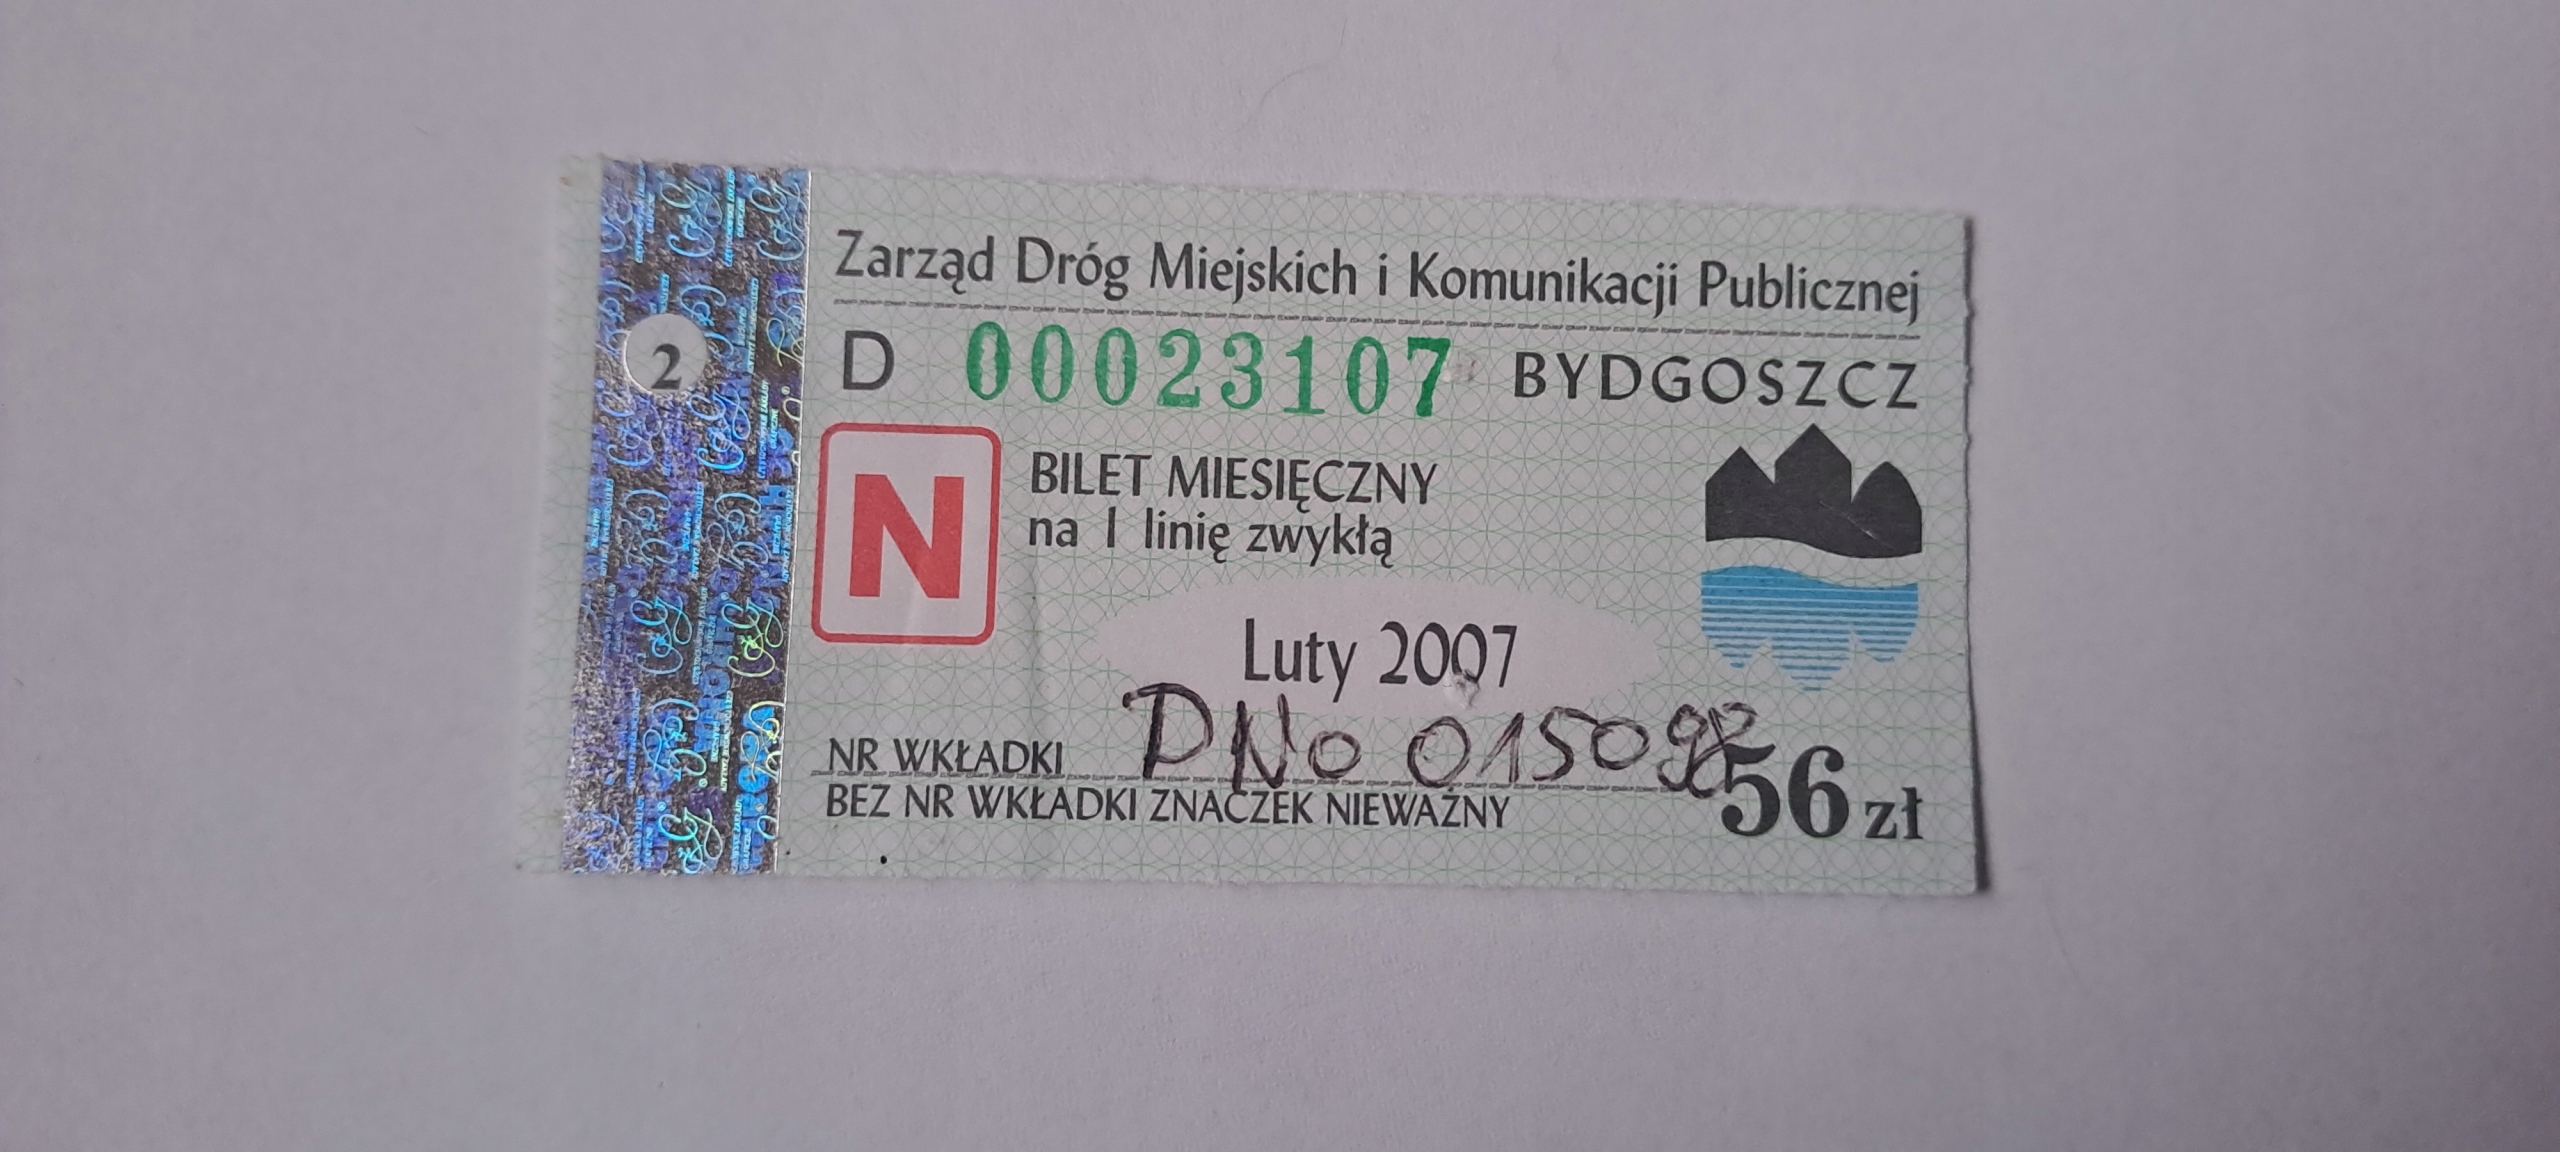 Zarząd Dróg Miejskich i Komunikacji Publicznej
2
D 00023107 BYDGOSZCZ
N
BILET MIESIĘCZNY
na 1 linię zwykłą
Luty 2007
NR WKŁADKI DNo
BEZ NR WKŁADKI ZNACZEK NIEWAŻNY
56 zł